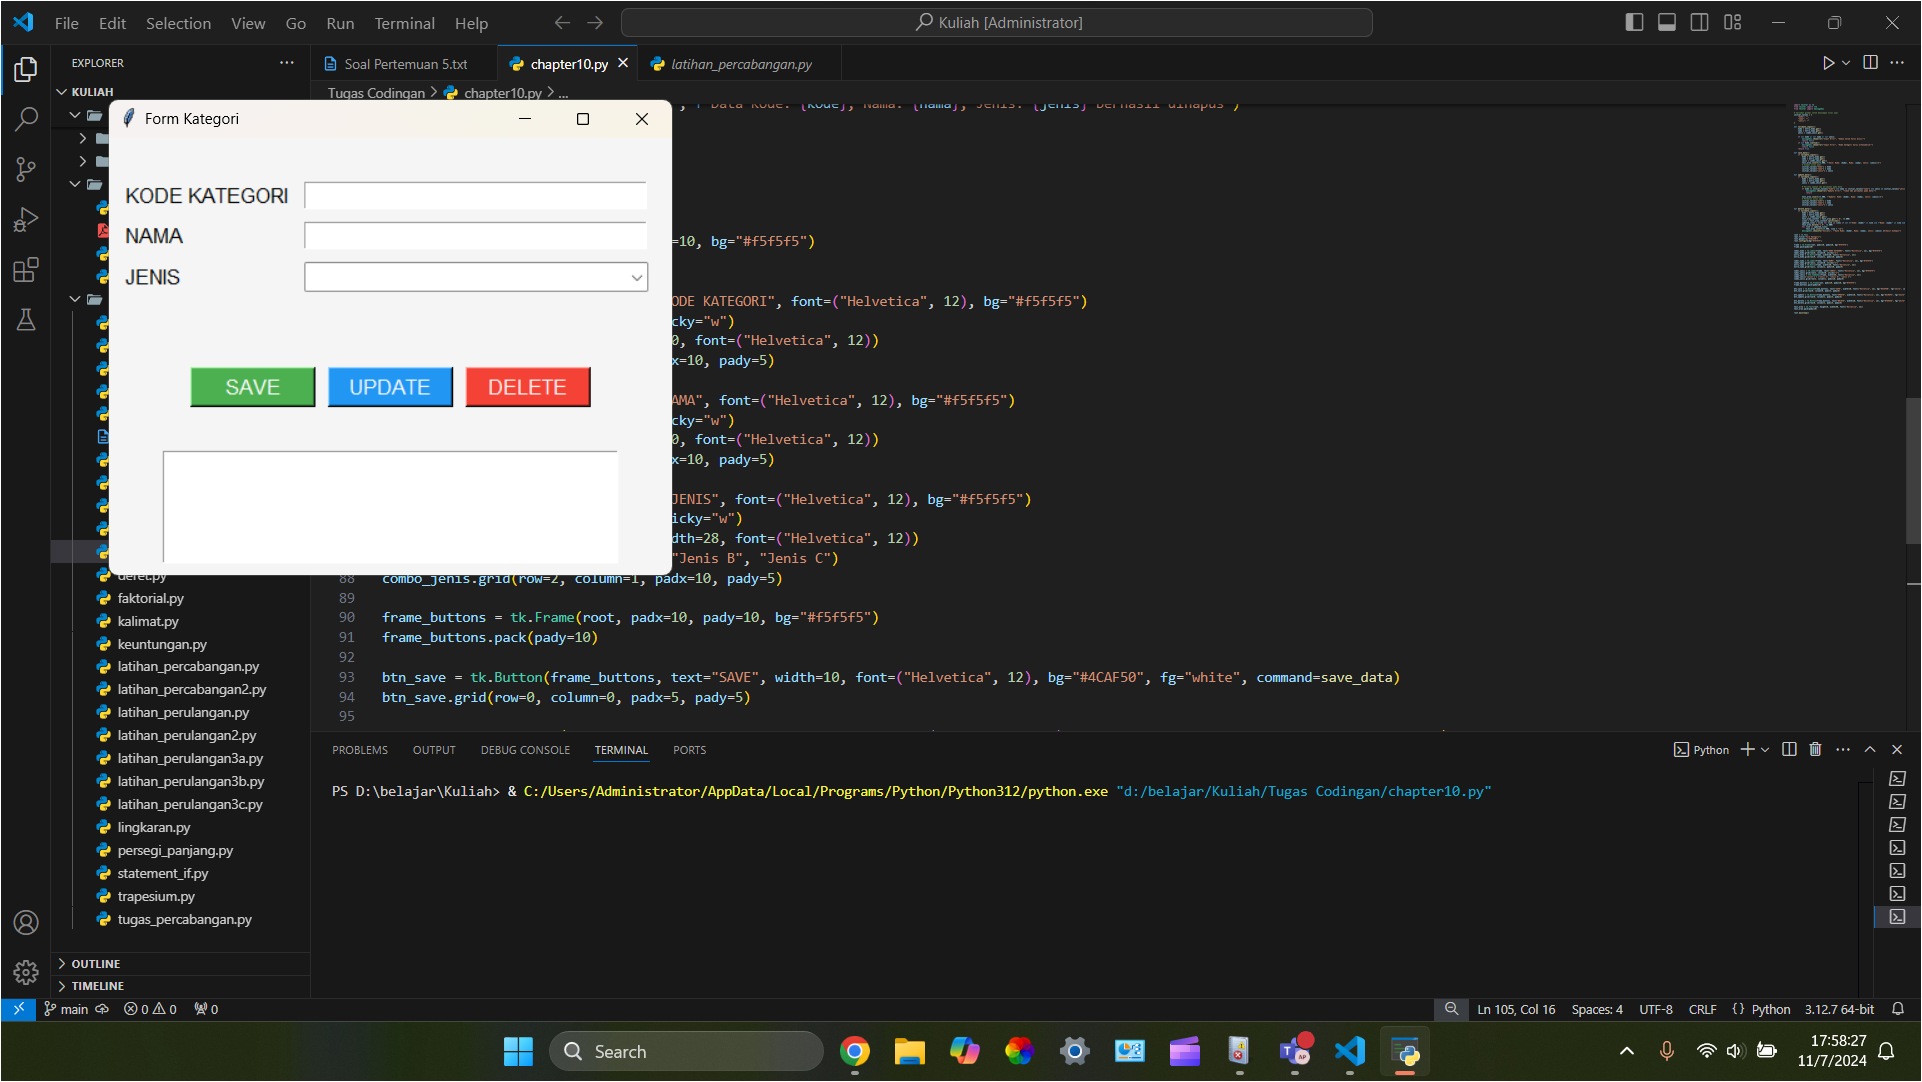 File Edit Selection View Go Run Terminal Help
Kuliah [Administrator]
EXPLORER
Soal Pertemuan 5.txt
chapter10.py
latihan_percabangan.py
KULIAH
Tugas Codingan > chapter10.py > ...
, f"Data Kode: {kode}, Nama: {nama}, Jenis: {jenis} berhasil dihapus")
Form Kategori
KODE KATEGORI
NAMA
JENIS
SAVE
UPDATE
DELETE
=10, bg="#f5f5f5")
ODE KATEGORI", font=("Helvetica", 12), bg="#f5f5f5")
cky="w")
0, font=("Helvetica", 12))
x=10, pady=5)
AMA", font=("Helvetica", 12), bg="#f5f5f5")
cky="w")
0, font=("Helvetica", 12))
x=10, pady=5)
JENIS", font=("Helvetica", 12), bg="#f5f5f5")
icky="w")
dth=28, font=("Helvetica", 12))
"Jenis B", "Jenis C")
88 combo_jenis.grid(row=2, column=1, padx=10, pady=5)
89
90 frame_buttons = tk.Frame(root, padx=10, pady=10, bg="#f5f5f5")
91 frame_buttons.pack(pady=10)
92
93 btn_save = tk.Button(frame_buttons, text="SAVE", width=10, font=("Helvetica", 12), bg="#4CAF50", fg="white", command=save_data)
94 btn_save.grid(row=0, column=0, padx=5, pady=5)
95
deret.py
faktorial.py
kalimat.py
keuntungan.py
latihan_percabangan.py
latihan_percabangan2.py
latihan_perulangan.py
latihan_perulangan2.py
latihan_perulangan3a.py
latihan_perulangan3b.py
latihan_perulangan3c.py
lingkaran.py
persegi_panjang.py
statement_if.py
trapesium.py
tugas_percabangan.py
OUTLINE
TIMELINE
PROBLEMS OUTPUT DEBUG CONSOLE TERMINAL PORTS
Python
PS D:\belajar\Kuliah> & C:/Users/Administrator/AppData/Local/Programs/Python/Python312/python.exe "d:/belajar/Kuliah/Tugas Codingan/chapter10.py"
main 0 0 0
Ln 105, Col 16 Spaces: 4 UTF-8 CRLF {} Python 3.12.7 64-bit
Search
17:58:27
11/7/2024